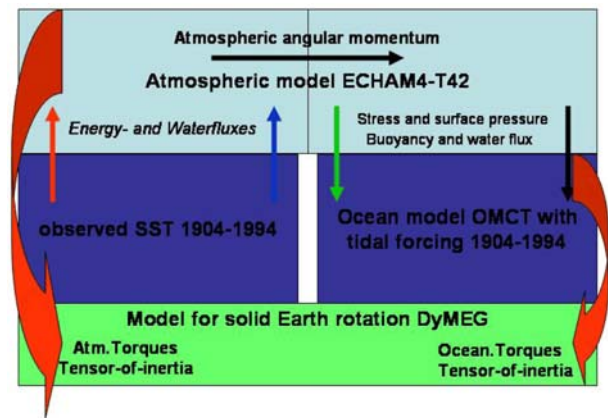 Atmospheric angular momentum
Atmospheric model ECHAM4-T42
Energy- and Waterfluxes
Stress and surface pressure
Buoyancy and water flux
observed SST 1904-1994
Ocean model OMCT with
tidal forcing 1904-1994
Model for solid Earth rotation DyMEG
Atm.Torques
Tensor-of-inertia
Ocean.Torques
Tensor-of-inertia